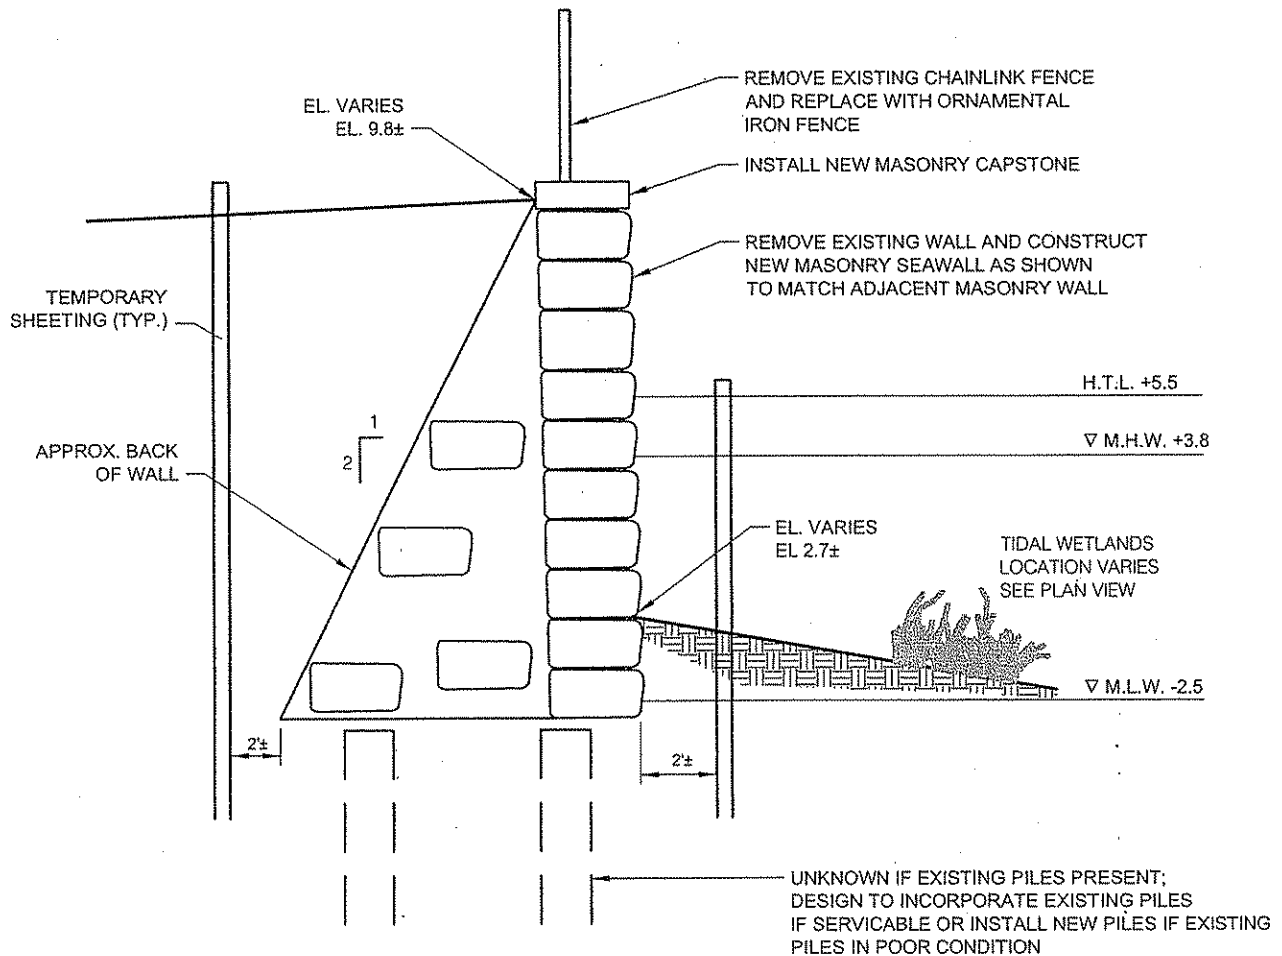 REMOVE EXISTING CHAINLINK FENCE
AND REPLACE WITH ORNAMENTAL
IRON FENCE
EL. VARIES
EL. 9.8±
INSTALL NEW MASONRY CAPSTONE
REMOVE EXISTING WALL AND CONSTRUCT
NEW MASONRY SEAWALL AS SHOWN
TO MATCH ADJACENT MASONRY WALL
TEMPORARY
SHEETING (TYP.)
H.T.L. +5.5
1
2
M.H.W. +3.8
APPROX. BACK
OF WALL
EL. VARIES
EL 2.7±
TIDAL WETLANDS
LOCATION VARIES
SEE PLAN VIEW
M.L.W. -2.5
2'±
2'±
UNKNOWN IF EXISTING PILES PRESENT;
DESIGN TO INCORPORATE EXISTING PILES
IF SERVICABLE OR INSTALL NEW PILES IF EXISTING
PILES IN POOR CONDITION